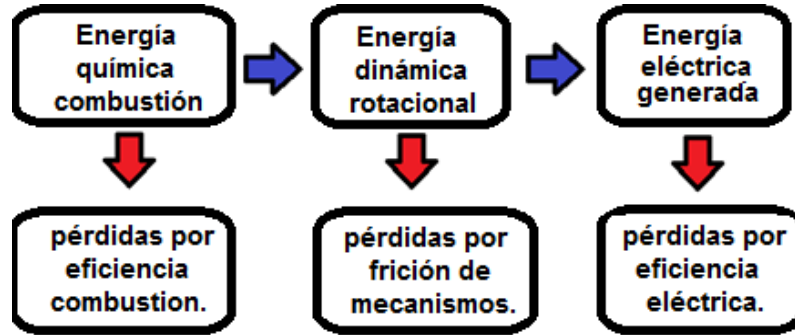 Energía
química
combustión
Energía
dinámica
rotacional
Energía
eléctrica
generada
pérdidas por
eficiencia
combustion.
pérdidas por
fricción de
mecanismos.
pérdidas por
eficiencia
eléctrica.